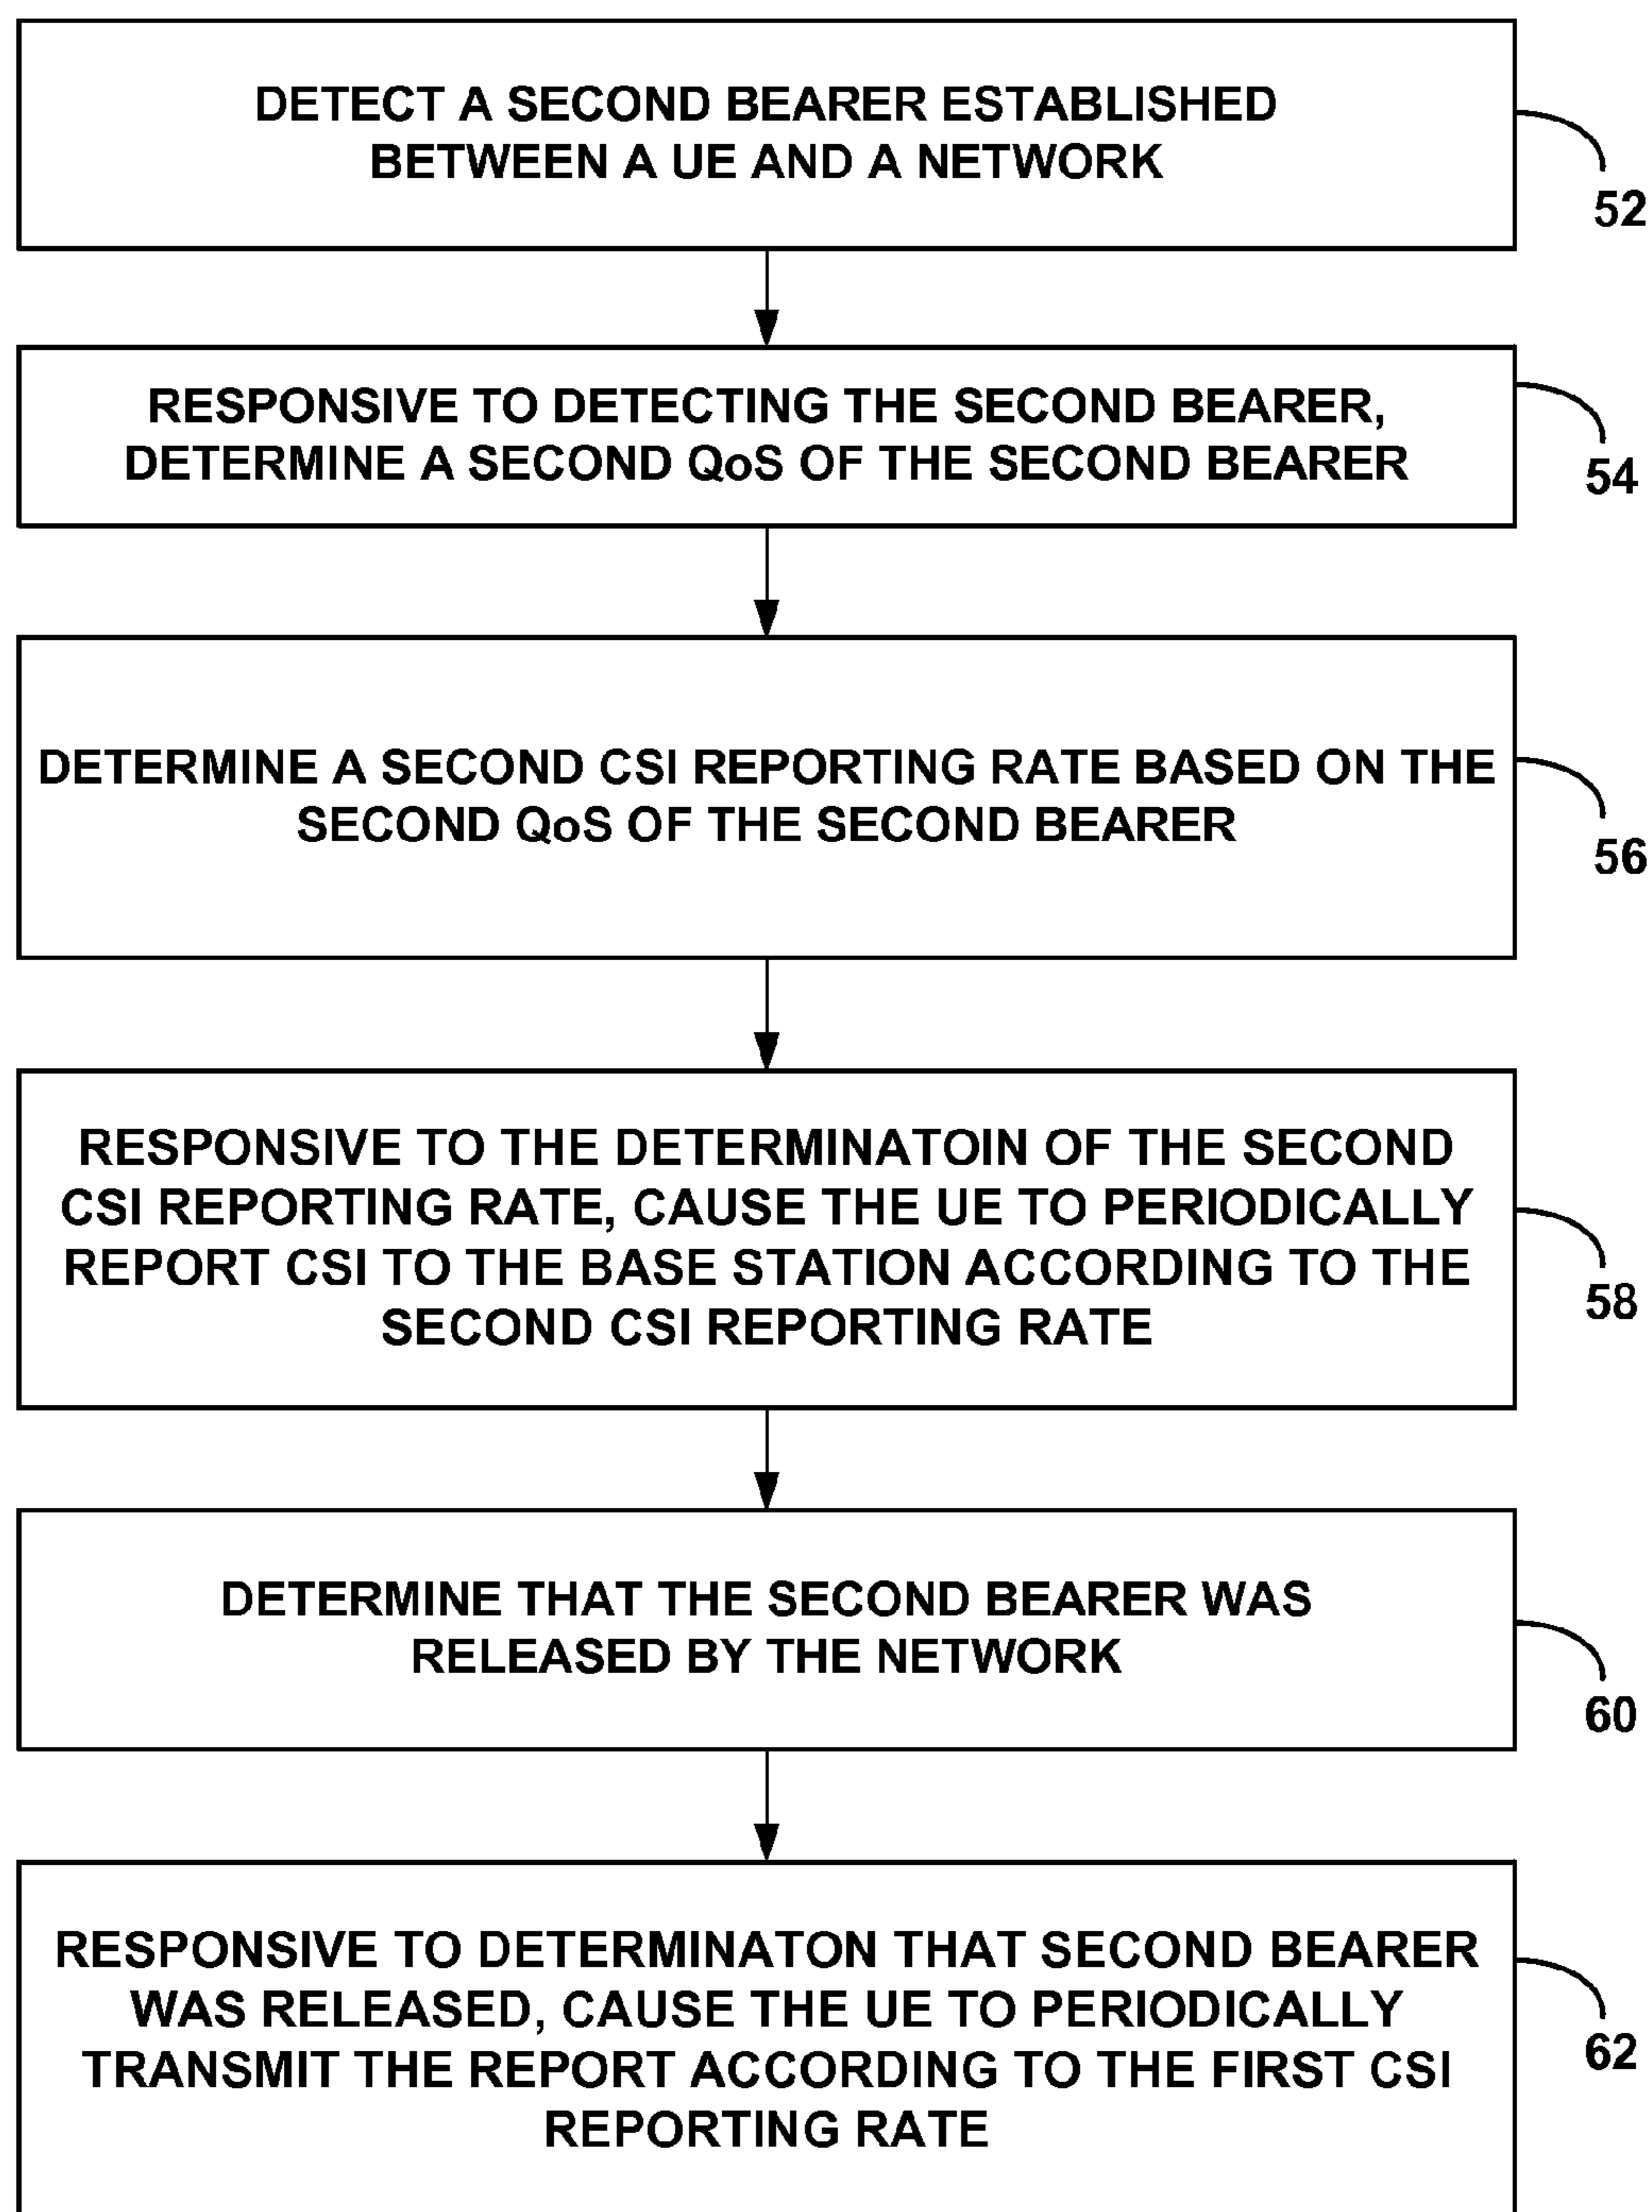 DETECT A SECOND BEARER ESTABLISHED
BETWEEN A UE AND A NETWORK
52
RESPONSIVE TO DETECTING THE SECOND BEARER,
DETERMINE A SECOND QoS OF THE SECOND BEARER
54
DETERMINE A SECOND CSI REPORTING RATE BASED ON THE
SECOND QoS OF THE SECOND BEARER
56
RESPONSIVE TO THE DETERMINATOIN OF THE SECOND
CSI REPORTING RATE, CAUSE THE UE TO PERIODICALLY
REPORT CSI TO THE BASE STATION ACCORDING TO THE
SECOND CSI REPORTING RATE
58
DETERMINE THAT THE SECOND BEARER WAS
RELEASED BY THE NETWORK
60
RESPONSIVE TO DETERMINATON THAT SECOND BEARER
WAS RELEASED, CAUSE THE UE TO PERIODICALLY
TRANSMIT THE REPORT ACCORDING TO THE FIRST CSI
REPORTING RATE
62